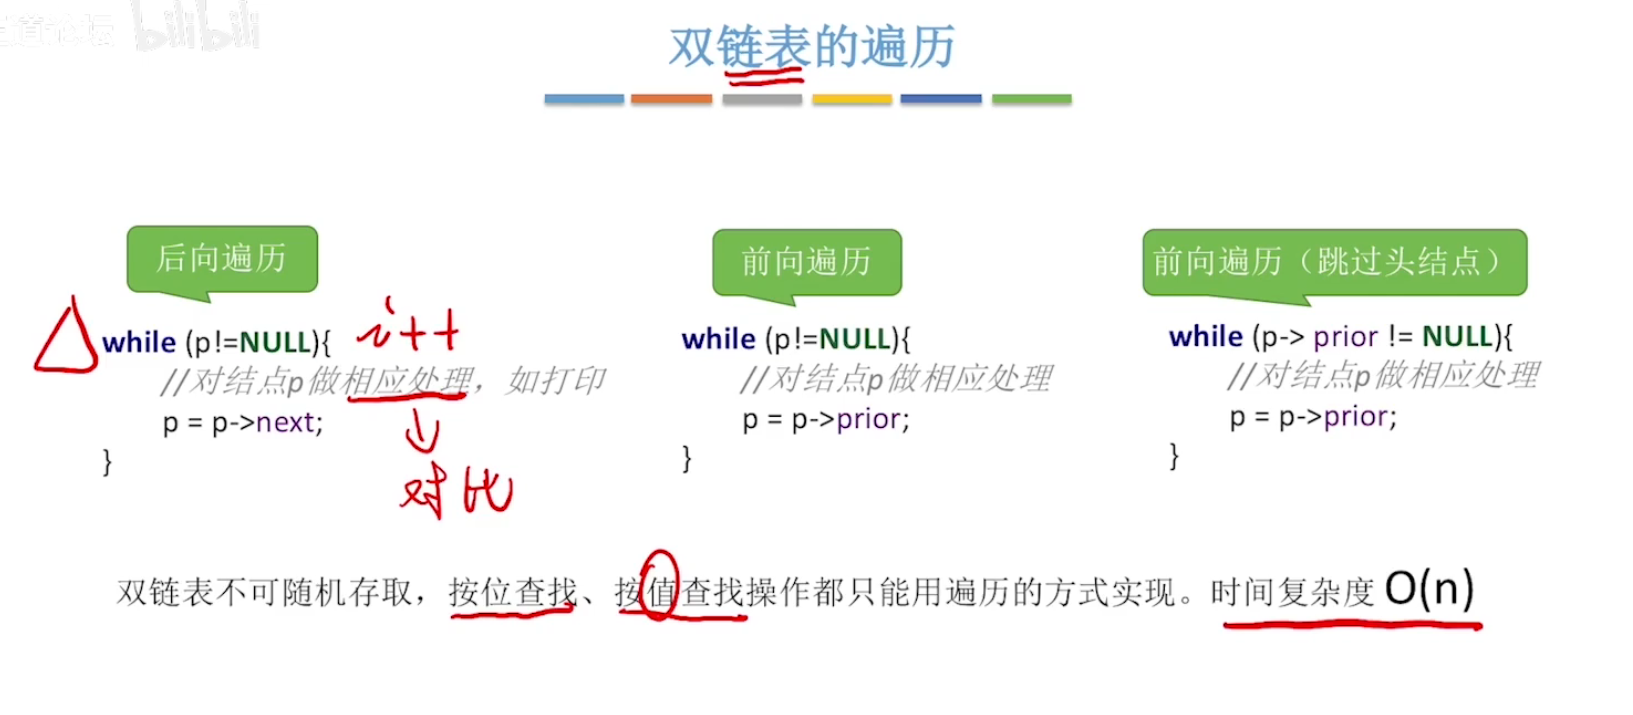 道论坛 bilibili
双链表的遍历
后向遍历
while (p!=NULL){ i++
//对结点p做相应处理，如打印
p = p->next;
}
对比
前向遍历
while (p!=NULL){
//对结点p做相应处理
p = p->prior;
}
前向遍历（跳过头结点）
while (p-> prior != NULL){
//对结点p做相应处理
p = p->prior;
}
双链表不可随机存取，按位查找、按值查找操作都只能用遍历的方式实现。时间复杂度 O(n)